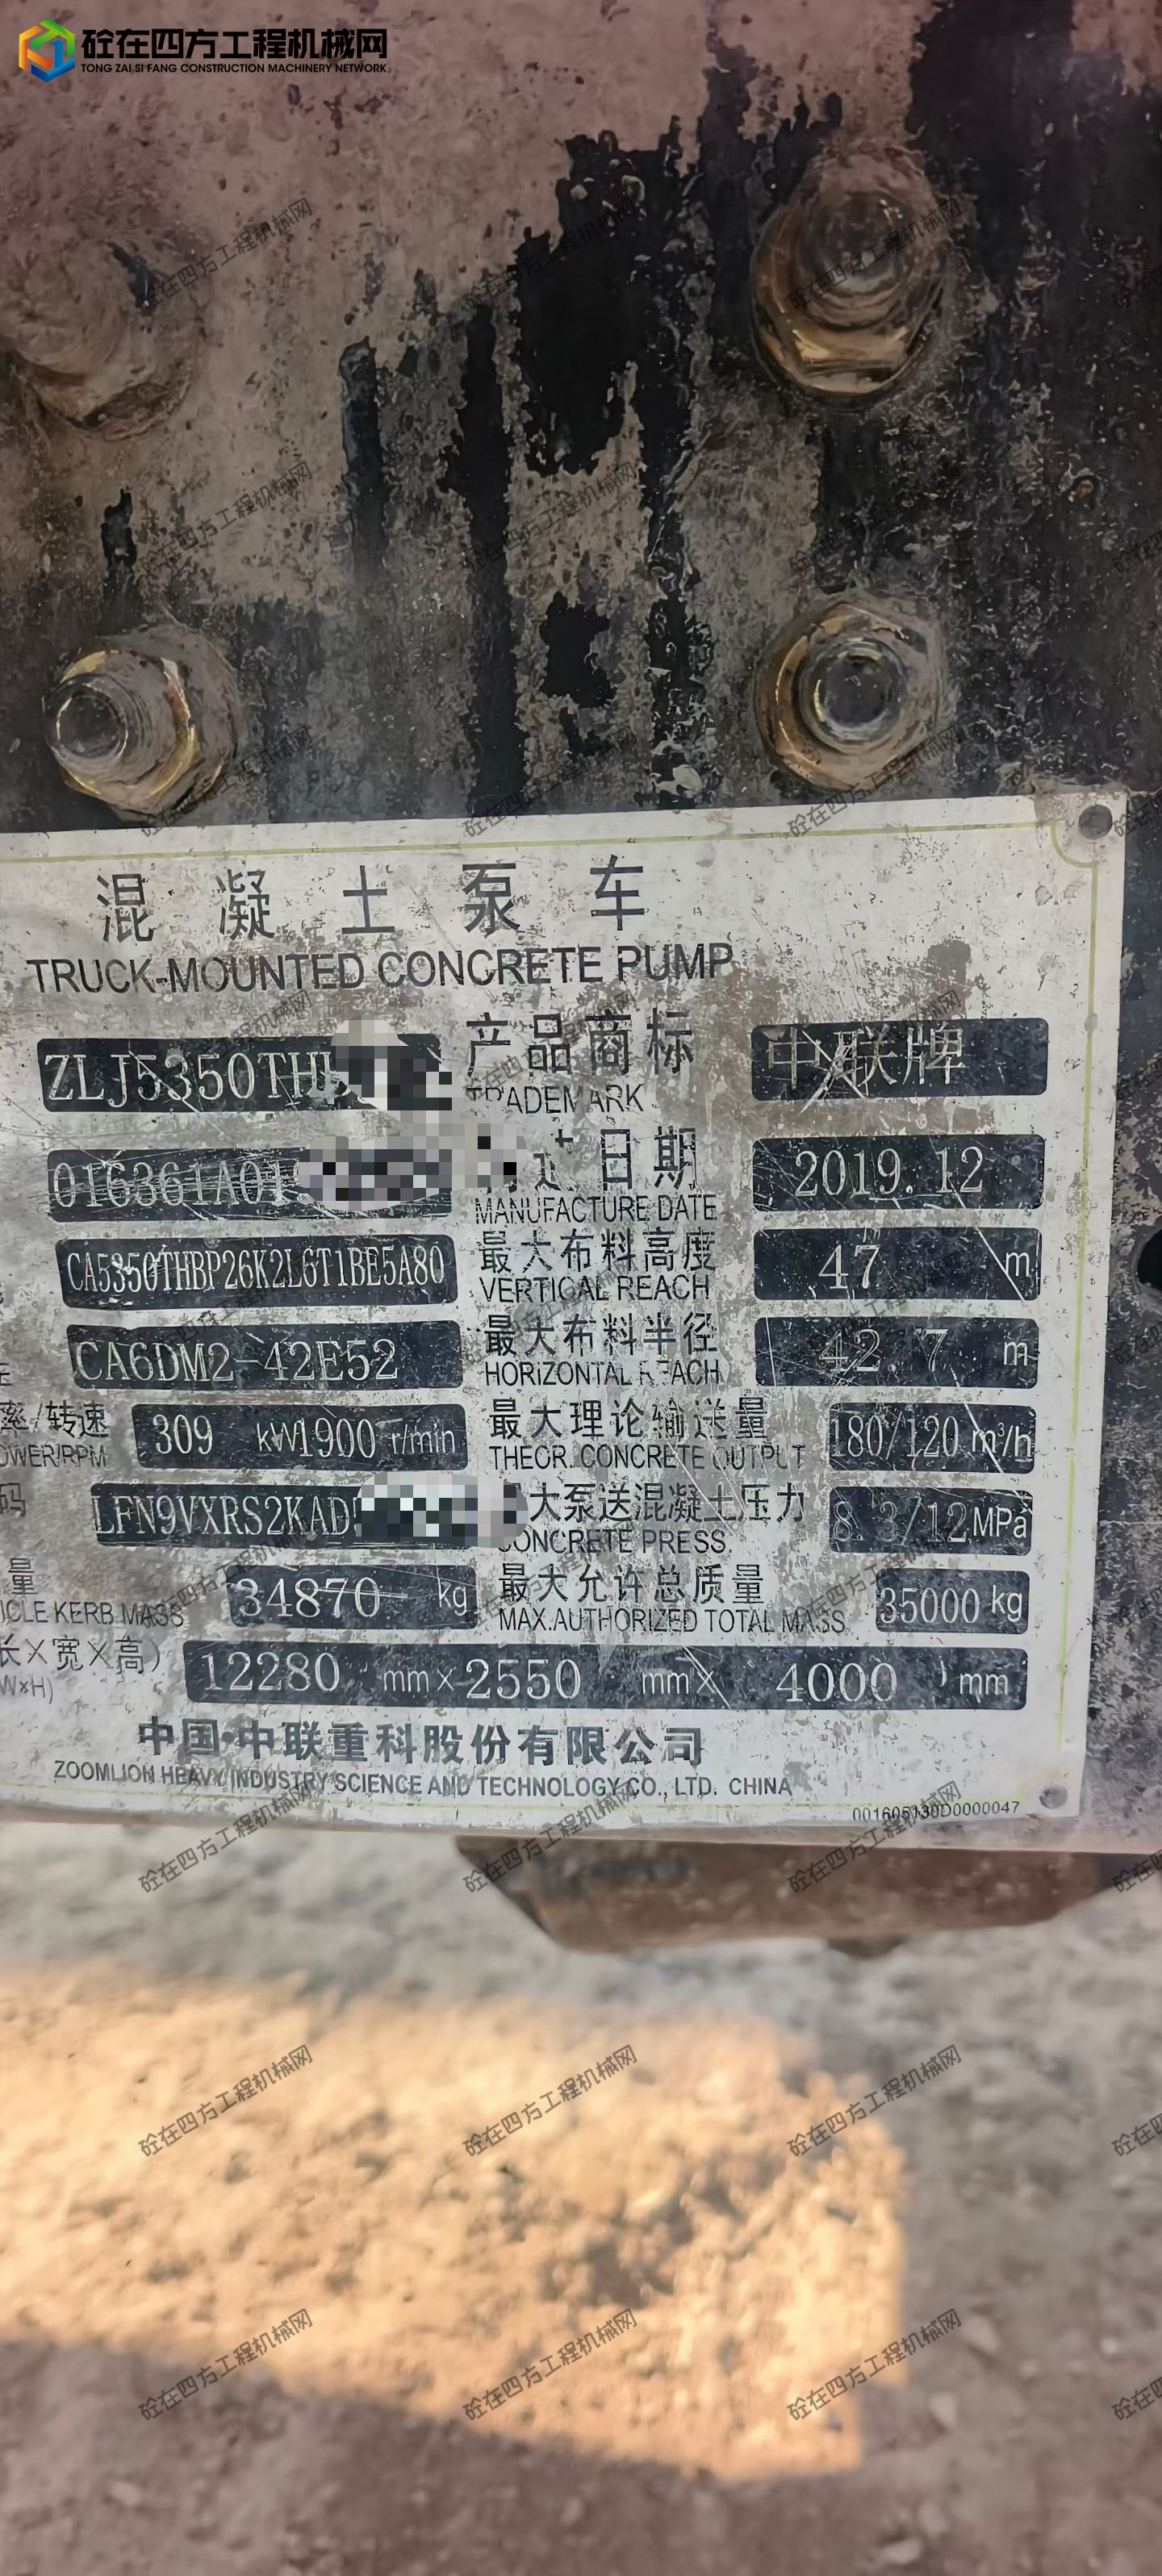 砼在四方工程机械网
TONG ZAI SI FANG CONSTRUCTION MACHINERY NETWORK
混凝土泵车
TRUCK-MOUNTED CONCRETE PUMP
ZLJ5350TH 产品商标 中联牌
TRADEMARK
016361A01 日期 2019.12
MANUFACTURE DATE
CA5350THBP26K2L6T1BE5A80 最大布料高度 47 m
VERTICAL REACH
CA6DM2-42E52 最大布料半径 42.7 m
HORIZONTAL REACH
率/转速 309 kW1900 r/min 最大理论输送量 180/120 m³/h
OWER/RPM THEOR. CONCRETE OUTPUT
码 LFN9VXRS2KAD 大泵送混凝土压力 8.3/12MPa
CONCRETE PRESS.
量 34870 kg 最大允许总质量 35000 kg
ICLE KERB MASS MAX.AUTHORIZED TOTAL MASS
长×宽×高) 12280 mm×2550 mm× 4000 mm
W×H)
中国·中联重科股份有限公司
ZOOMLION HEAVY INDUSTRY SCIENCE AND TECHNOLOGY CO., LTD. CHINA
001605130D0000047